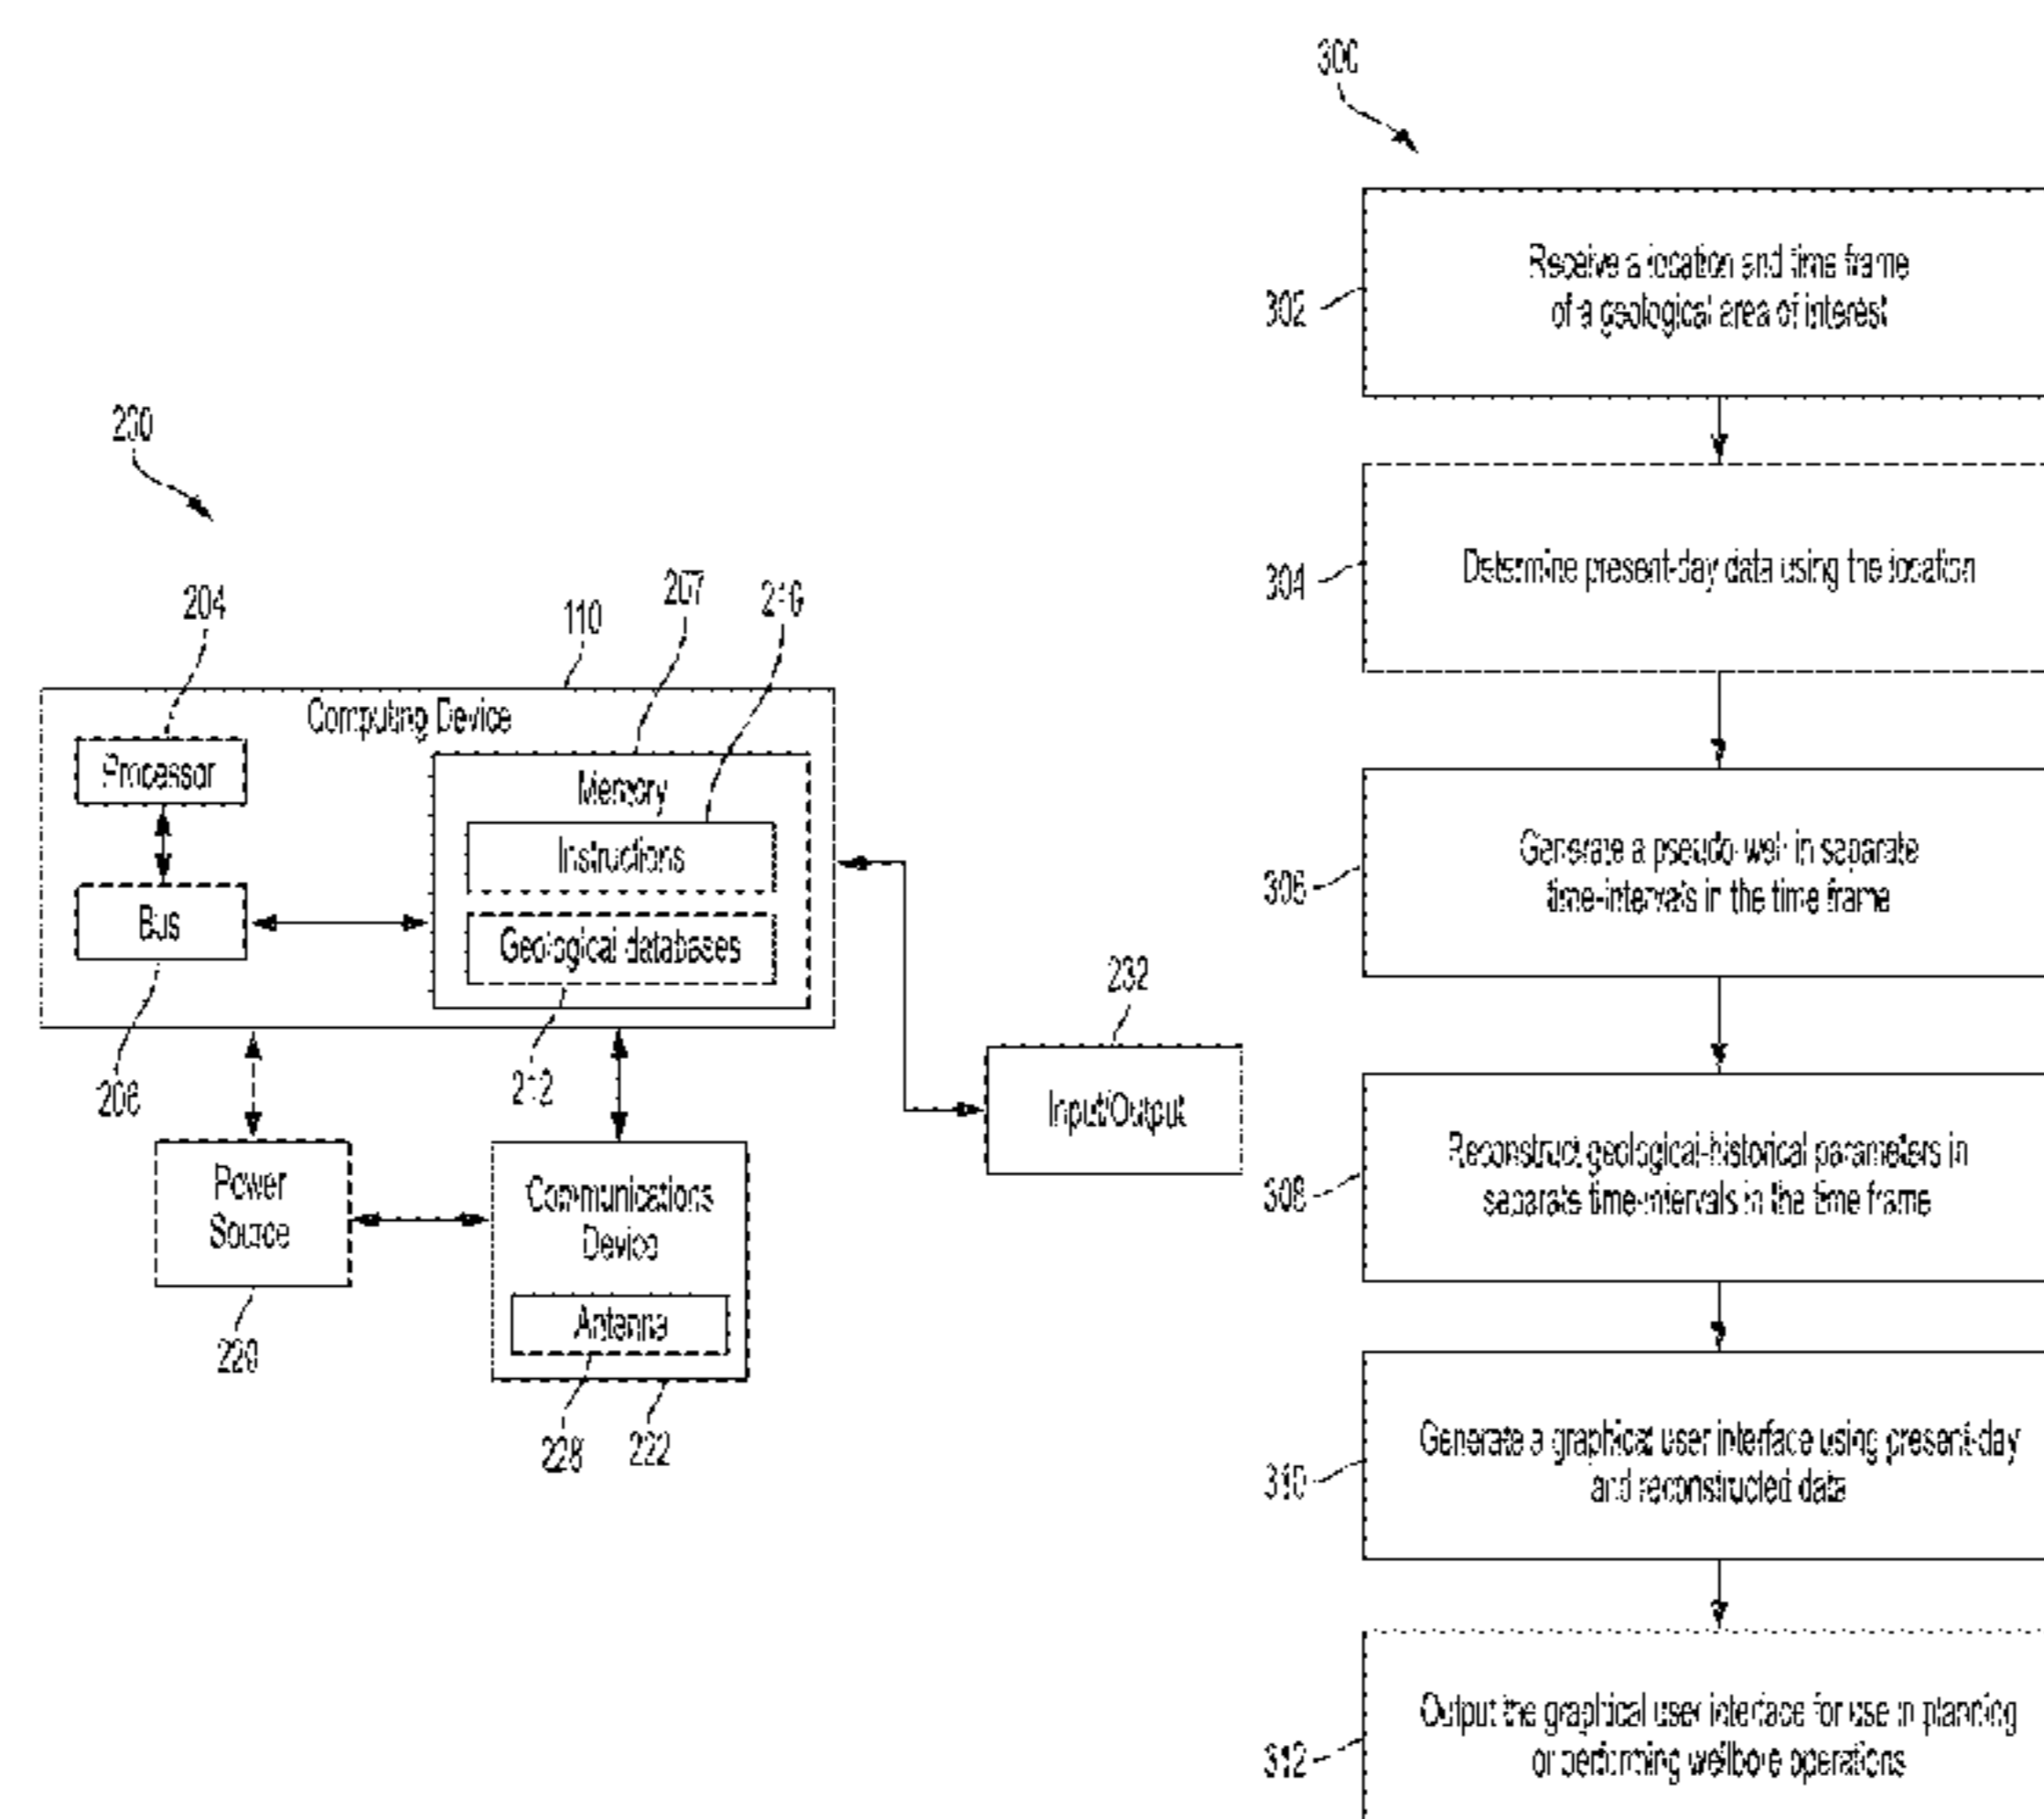 200
204
110
207
210
Computing Device
Processor
Memory
Instructions
Bus
Geological databases
206
212
232
Input/Output
Power
Source
Communications
Device
Antenna
220
228
222
300
302
Receive a location and time frame
of a geological area of interest
304
Determine present-day data using the location
306
Generate a pseudo-well in separate
time-intervals in the time frame
308
Reconstruct geological-historical parameters in
separate time-intervals in the time frame
310
Generate a graphical user interface using present-day
and reconstructed data
312
Output the graphical user interface for use in planning
or performing wellbore operations